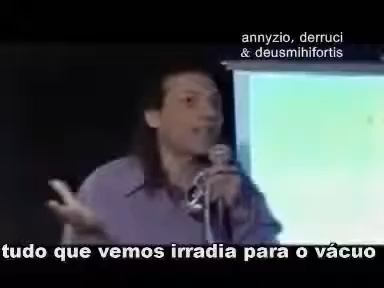 annyzio, derruci
& deusmihifortis
tudo que vemos irradia para o vácuo